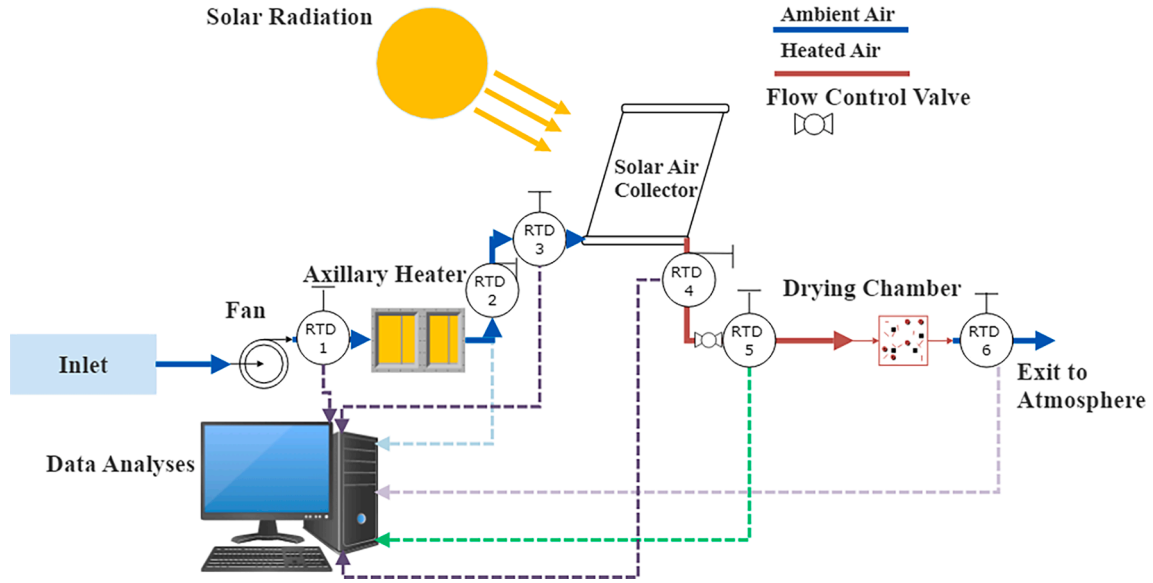 Solar Radiation
Ambient Air
Heated Air
Flow Control Valve
Solar Air
Collector
RTD
3
Axillary Heater
RTD
2
RTD
4
Drying Chamber
Fan
RTD
1
RTD
5
RTD
6
Inlet
Exit to
Atmosphere
Data Analyses